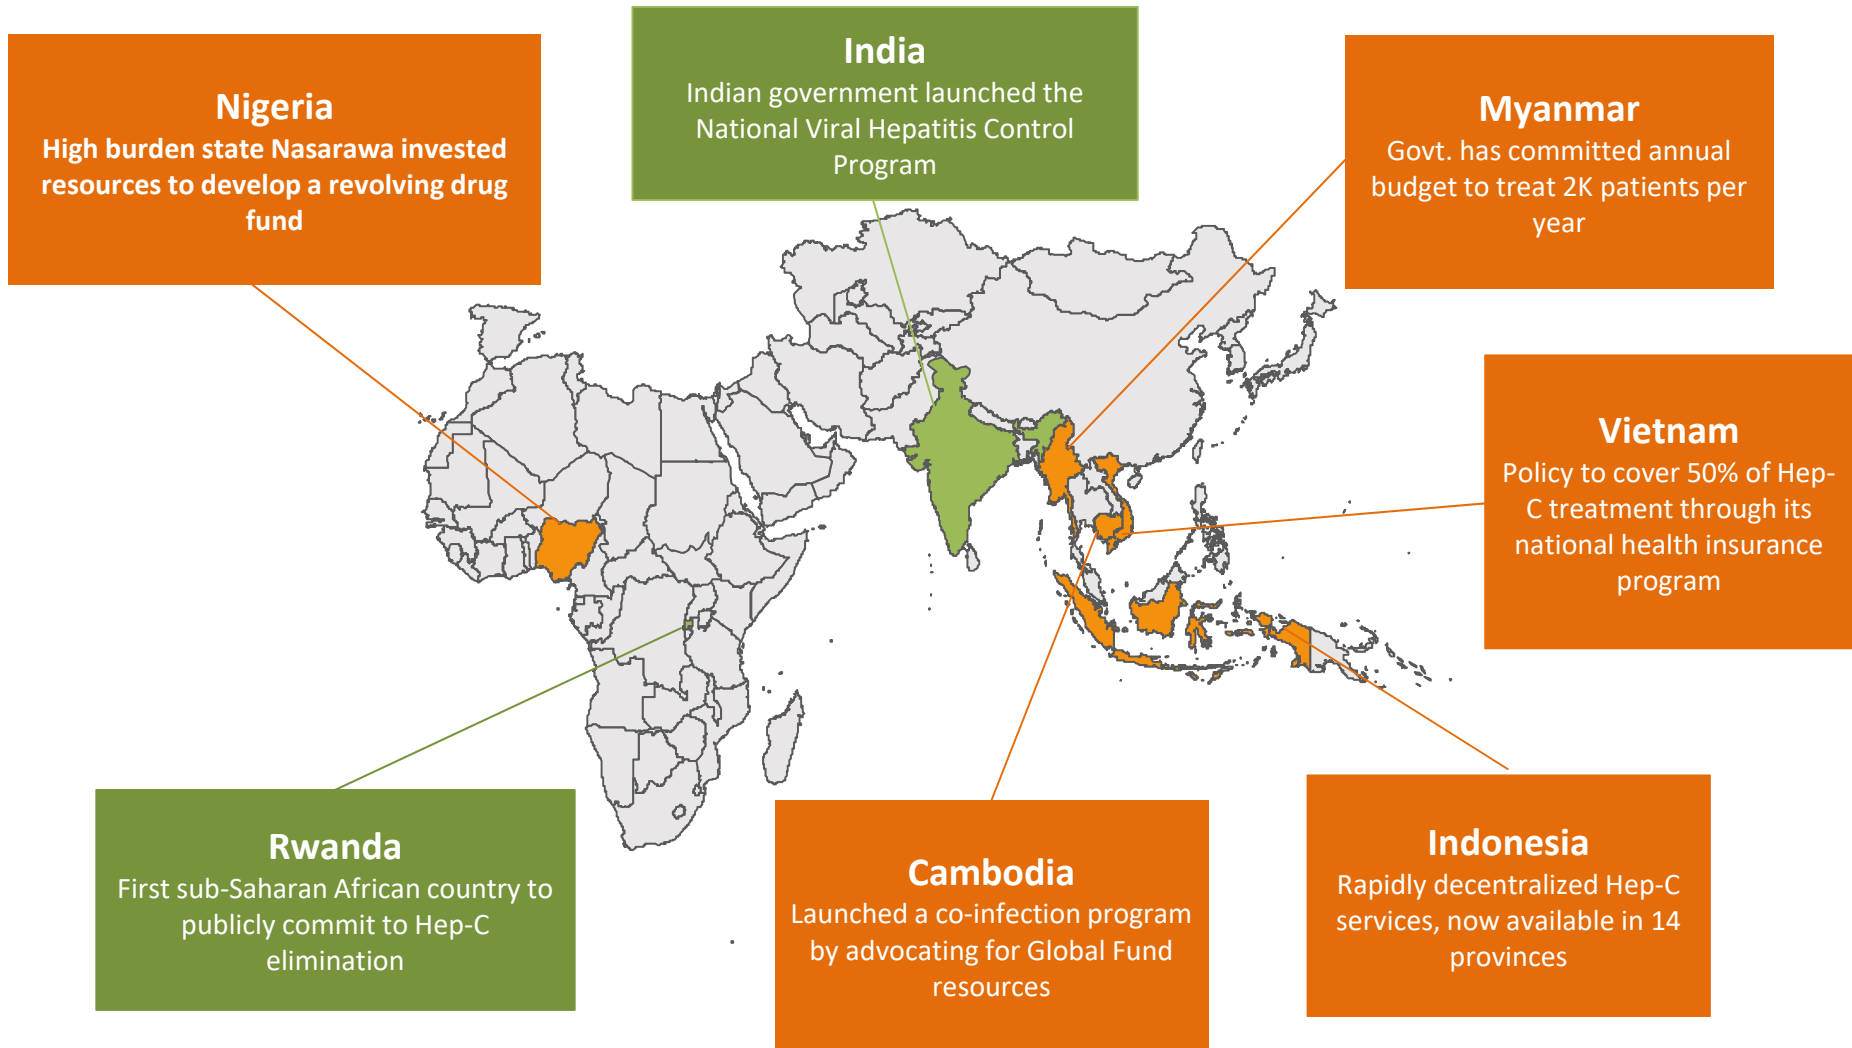 Nigeria
High burden state Nasarawa invested
resources to develop a revolving drug
fund
India
Indian government launched the
National Viral Hepatitis Control
Program
Myanmar
Govt. has committed annual
budget to treat 2K patients per
year
Vietnam
Policy to cover 50% of Hep-
C treatment through its
national health insurance
program
Rwanda
First sub-Saharan African country to
publicly commit to Hep-C
elimination
Cambodia
Launched a co-infection program
by advocating for Global Fund
resources
Indonesia
Rapidly decentralized Hep-C
services, now available in 14
provinces